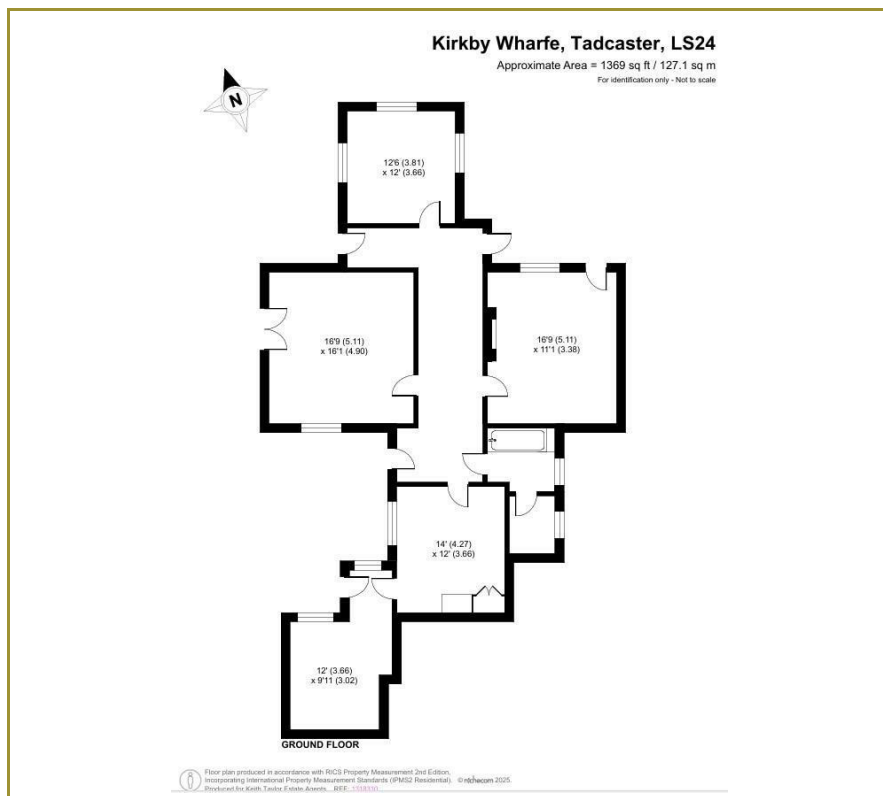 Kirkby Wharfe, Tadcaster, LS24
Approximate Area = 1369 sq ft / 127.1 sq m
For identification only - Not to scale
N
12'6 (3.81)
x 12' (3.66)
16'9 (5.11)
x 16'1 (4.90)
16'9 (5.11)
x 11'1 (3.38)
14' (4.27)
x 12' (3.66)
12' (3.66)
x 9'11 (3.02)
GROUND FLOOR
Floor plan produced in accordance with RICS Property Measurement 2nd Edition,
Incorporating International Property Measurement Standards (IPMS2 Residential). © nichecom 2025.
Produced for Keith Taylor Estate Agents. REF: